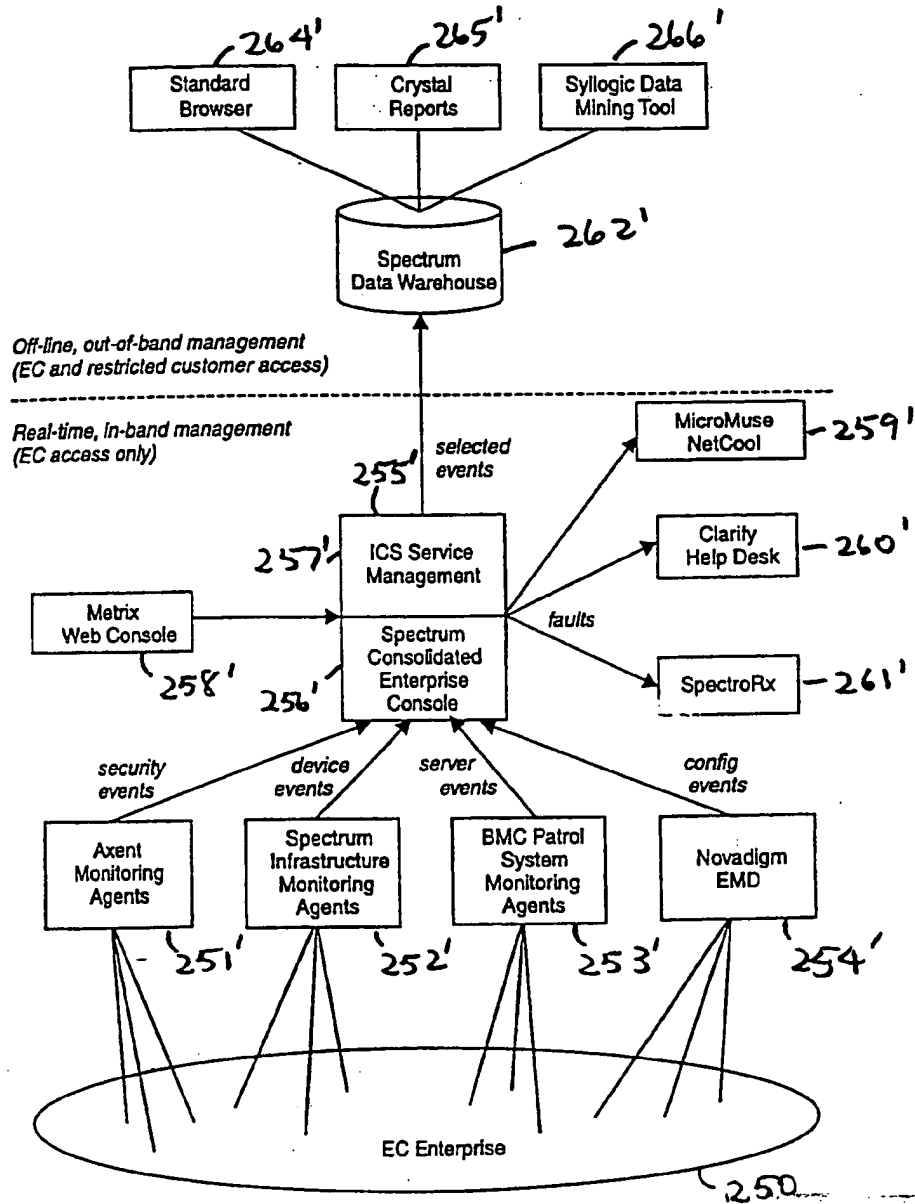 264'
265'
266'
Standard
Browser
Crystal
Reports
Syllogic Data
Mining Tool
262'
Spectrum
Data Warehouse
Off-line, out-of-band management
(EC and restricted customer access)
Real-time, in-band management
(EC access only)
selected
events
MicroMuse
NetCool
259'
255'
257'
ICS Service
Management
Clarify
Help Desk
260'
Metrix
Web Console
258'
faults
256'
Spectrum
Consolidated
Enterprise
Console
SpectroRx
261'
security
events
device
events
server
events
config
events
Axent
Monitoring
Agents
Spectrum
Infrastructure
Monitoring
Agents
BMC Patrol
System
Monitoring
Agents
Novadigm
EMD
251'
252'
253'
254'
EC Enterprise
250